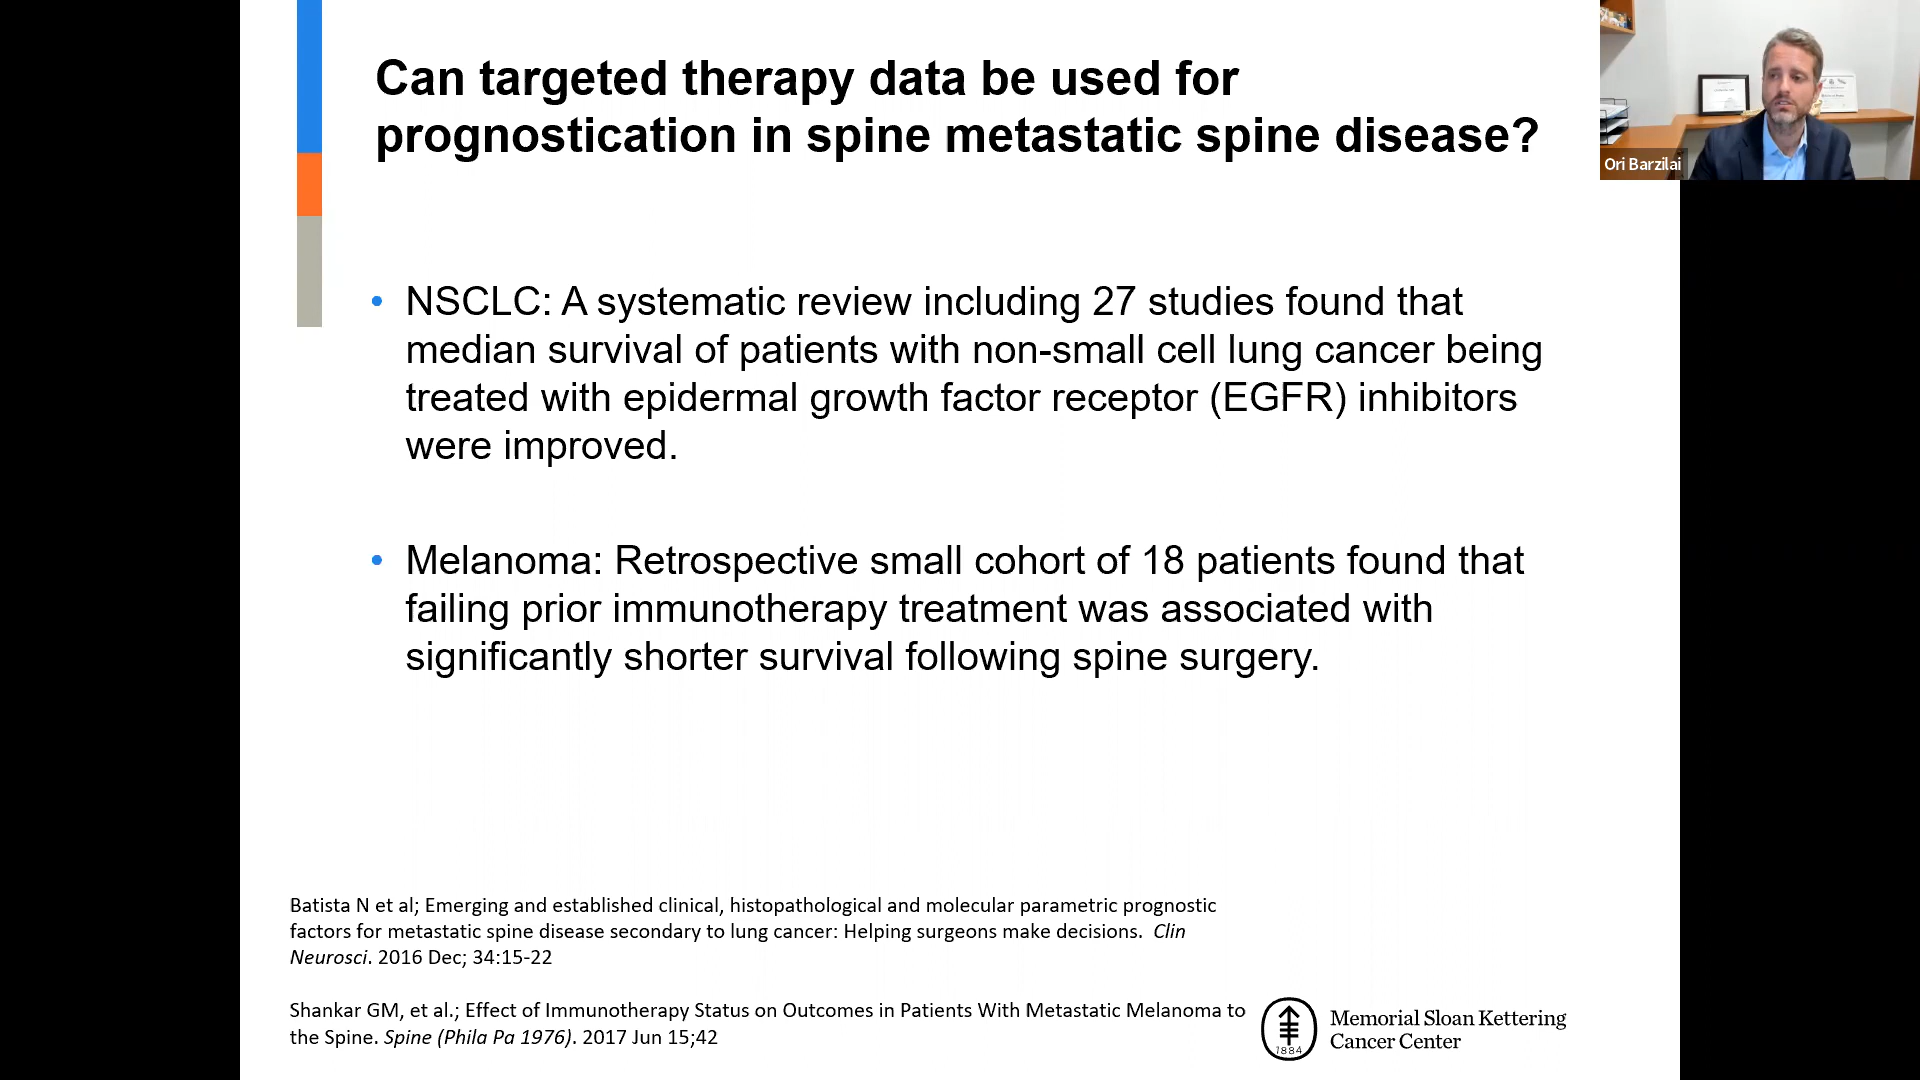 Can targeted therapy data be used for
prognostication in spine metastatic spine disease?
Ori Barzilai
• NSCLC: A systematic review including 27 studies found that
median survival of patients with non-small cell lung cancer being
treated with epidermal growth factor receptor (EGFR) inhibitors
were improved.
• Melanoma: Retrospective small cohort of 18 patients found that
failing prior immunotherapy treatment was associated with
significantly shorter survival following spine surgery.
Batista N et al; Emerging and established clinical, histopathological and molecular parametric prognostic
factors for metastatic spine disease secondary to lung cancer: Helping surgeons make decisions. Clin
Neurosci. 2016 Dec; 34:15-22
Shankar GM, et al.; Effect of Immunotherapy Status on Outcomes in Patients With Metastatic Melanoma to
the Spine. Spine (Phila Pa 1976). 2017 Jun 15;42
1884
Memorial Sloan Kettering
Cancer Center